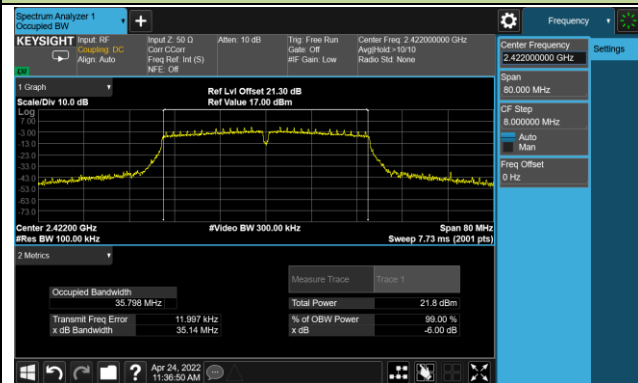 Spectrum Analyzer 1
Occupied BW
Frequency
KEYSIGHT
Input: RF
Coupling: DC
Align: Auto
Input Z: 50 Ω
Corr CCorr
Freq Ref: Int (S)
NFE: Off
Atten: 10 dB
Trig: Free Run
Gate: Off
#IF Gain: Low
Center Freq: 2.422000000 GHz
Avg|Hold:>10/10
Radio Std: None
Center Frequency
2.422000000 GHz
Settings
Span
80.000 MHz
CF Step
8.000000 MHz
Auto
Man
Freq Offset
0 Hz
1 Graph
Scale/Div 10.0 dB
Ref Lvl Offset 21.30 dB
Ref Value 17.00 dBm
Log
7.00
-3.00
-13.0
-23.0
-33.0
-43.0
-53.0
-63.0
-73.0
Center 2.42200 GHz
#Video BW 300.00 kHz
Span 80 MHz
#Res BW 100.00 kHz
Sweep 7.73 ms (2001 pts)
2 Metrics
Measure Trace
Trace 1
Occupied Bandwidth
35.798 MHz
Total Power
21.8 dBm
Transmit Freq Error
11.997 kHz
% of OBW Power
99.00 %
x dB Bandwidth
35.14 MHz
x dB
-6.00 dB
Apr 24, 2022
11:36:50 AM